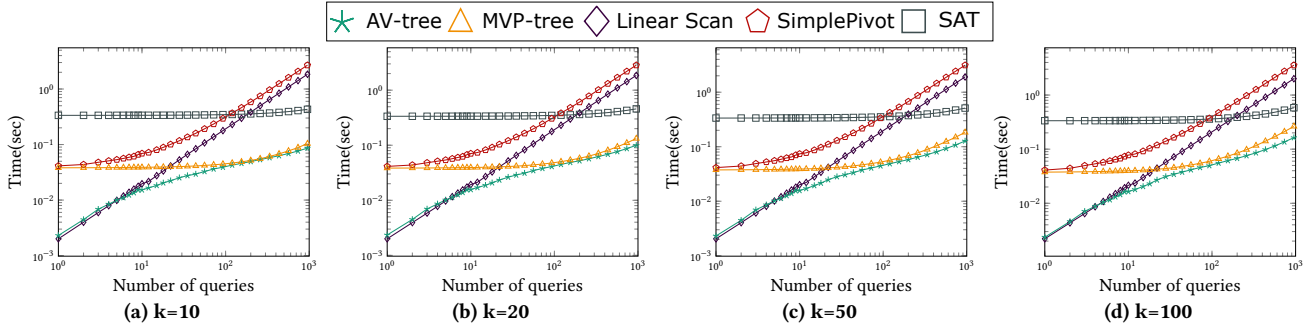 AV-tree MVP-tree Linear Scan SimplePivot SAT
Time(sec)
10^0
10^-1
10^-2
10^-3
10^0 10^1 10^2 10^3
Number of queries
(a) k=10
Time(sec)
10^0
10^-1
10^-2
10^-3
10^0 10^1 10^2 10^3
Number of queries
(b) k=20
Time(sec)
10^0
10^-1
10^-2
10^-3
10^0 10^1 10^2 10^3
Number of queries
(c) k=50
Time(sec)
10^0
10^-1
10^-2
10^-3
10^0 10^1 10^2 10^3
Number of queries
(d) k=100